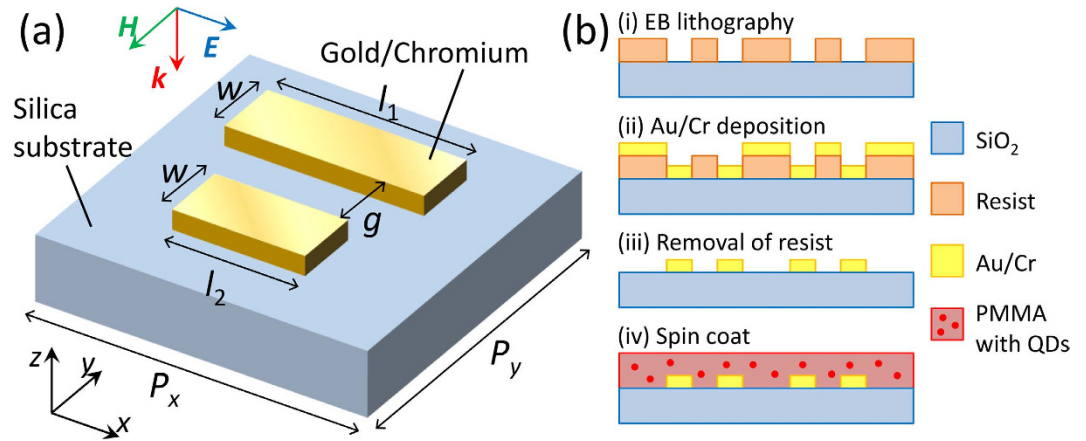 (a)
H
E
k
Gold/Chromium
w
l1
Silica
substrate
w
g
l2
Px
Py
z
y
x
(b)
(i) EB lithography
(ii) Au/Cr deposition
(iii) Removal of resist
(iv) Spin coat
SiO2
Resist
Au/Cr
PMMA
with QDs